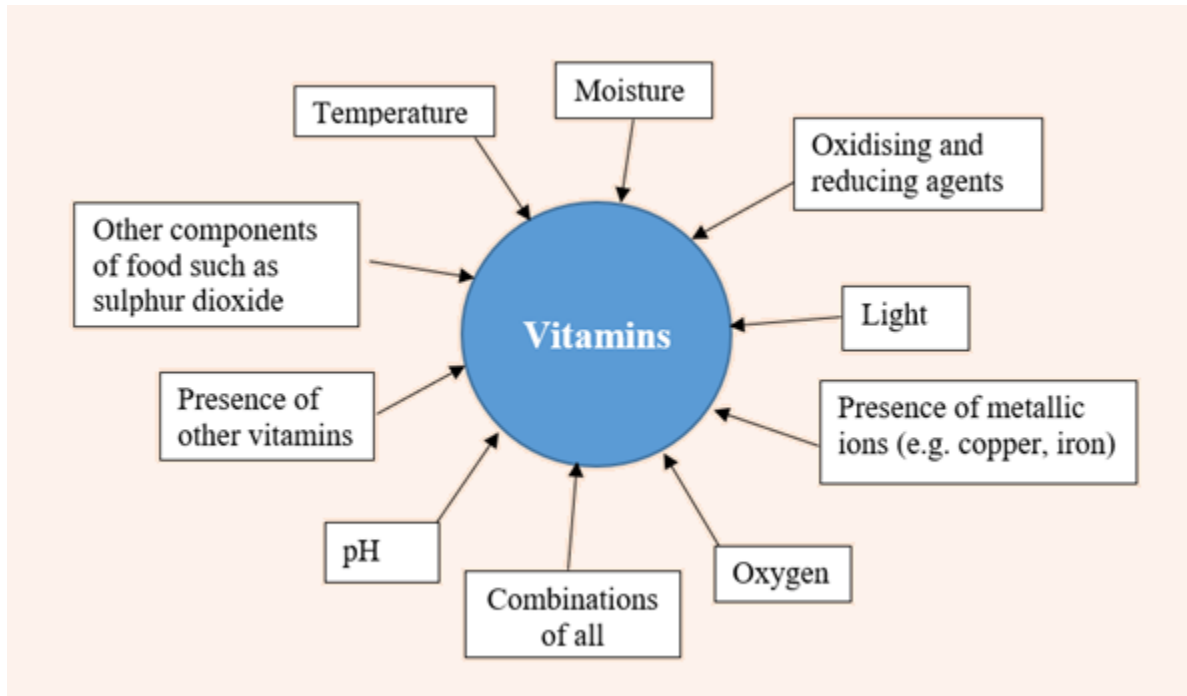 Temperature
Moisture
Oxidising and
reducing agents
Other components
of food such as
sulphur dioxide
Vitamins
Light
Presence of
other vitamins
Presence of metallic
ions (e.g. copper, iron)
pH
Combinations
of all
Oxygen